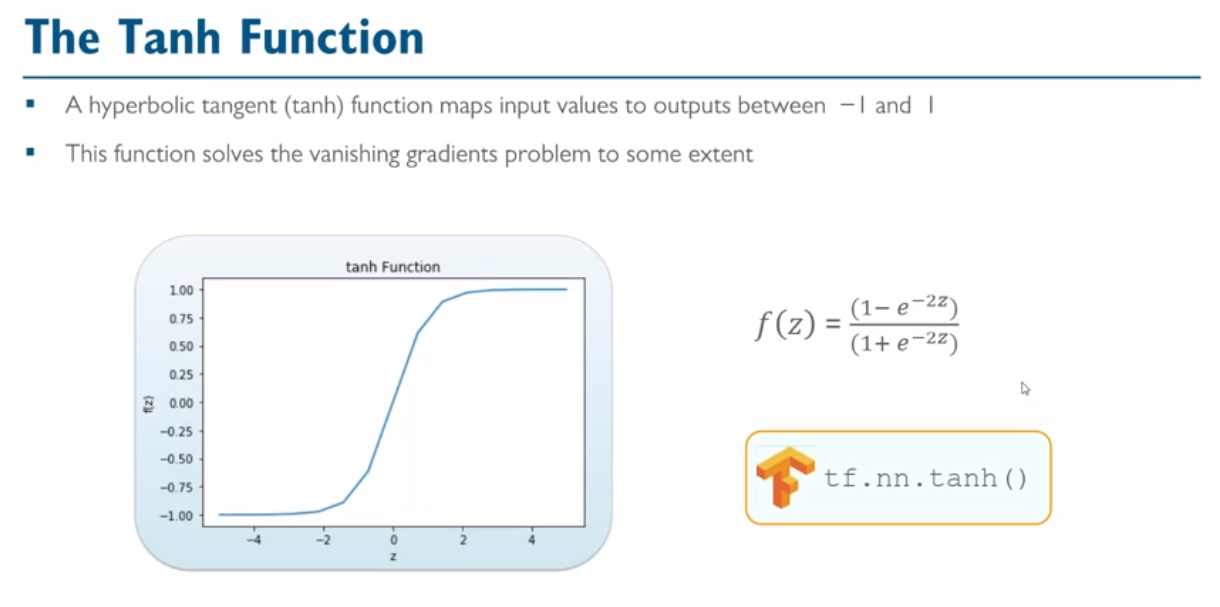 The Tanh Function
▪ A hyperbolic tangent (tanh) function maps input values to outputs between −1 and 1
▪ This function solves the vanishing gradients problem to some extent
tanh Function
1.00
0.75
0.50
0.25
0.00
−0.25
−0.50
−0.75
−1.00
f(z)
−4 −2 0 2 4
z
f(z) = (1− e^{−2z}) / (1+ e^{−2z})
tf.nn.tanh()